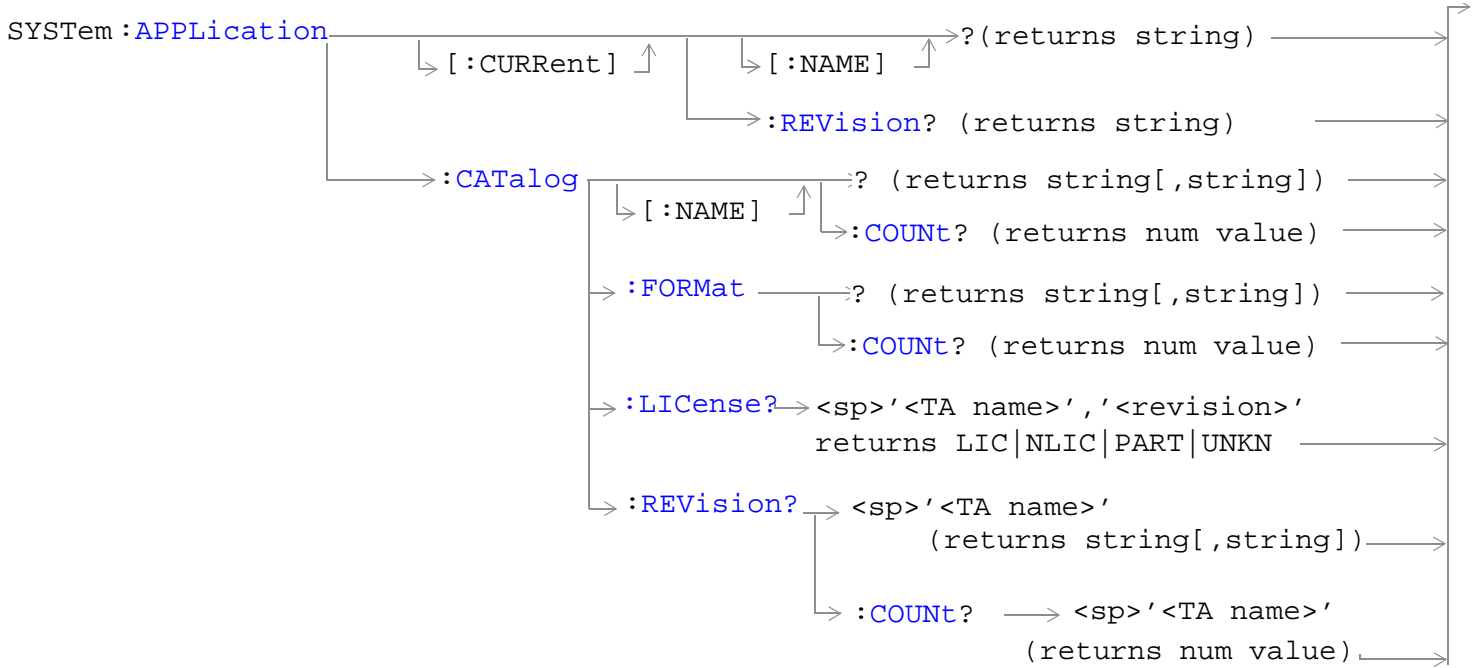 SYSTem:APPLication
?(returns string)
[:CURRent]
[:NAME]
:REVision? (returns string)
:CATalog
? (returns string[,string])
[:NAME]
:COUNt? (returns num value)
:FORMat
? (returns string[,string])
:COUNt? (returns num value)
:LICense? <sp>′<TA name>′,′<revision>′
returns LIC|NLIC|PART|UNKN
:REVision? <sp>′<TA name>′
(returns string[,string])
:COUNt? <sp>′<TA name>′
(returns num value)